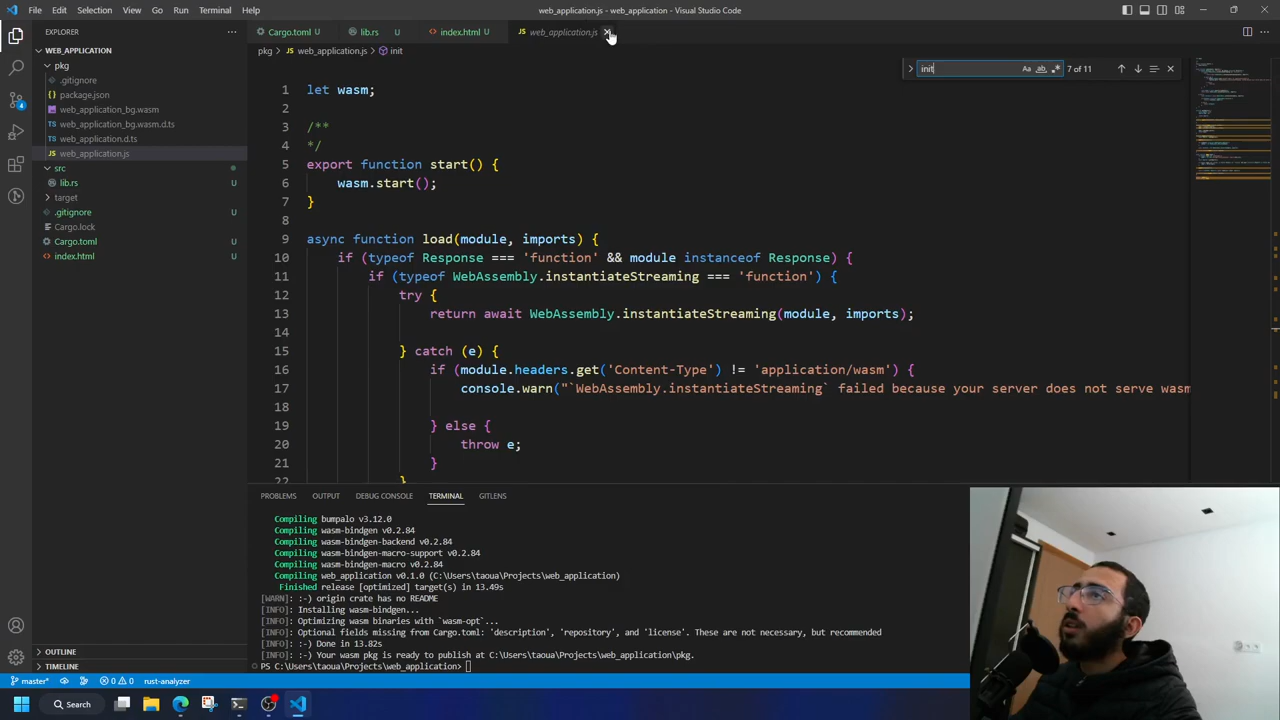 File Edit Selection View Go Run Terminal Help
web_application.js - web_application - Visual Studio Code
EXPLORER
WEB_APPLICATION
pkg
.gitignore
package.json
web_application_bg.wasm
web_application_bg.wasm.d.ts
web_application.d.ts
web_application.js
src
lib.rs U
target
.gitignore U
Cargo.lock
Cargo.toml U
index.html U
4
OUTLINE
TIMELINE
Cargo.toml U lib.rs U index.html U JS web_application.js
pkg > JS web_application.js > init
init
Aa ab 7 of 11
1 let wasm;
2
3 /**
4 */
5 export function start() {
6 wasm.start();
7 }
8
9 async function load(module, imports) {
10 if (typeof Response === 'function' && module instanceof Response) {
11 if (typeof WebAssembly.instantiateStreaming === 'function') {
12 try {
13 return await WebAssembly.instantiateStreaming(module, imports);
14
15 } catch (e) {
16 if (module.headers.get('Content-Type') != 'application/wasm') {
17 console.warn("`WebAssembly.instantiateStreaming` failed because your server does not serve wasm
18
19 } else {
20 throw e;
21 }
PROBLEMS OUTPUT DEBUG CONSOLE TERMINAL GITLENS
Compiling bumpalo v3.12.0
Compiling wasm-bindgen v0.2.84
Compiling wasm-bindgen-backend v0.2.84
Compiling wasm-bindgen-macro-support v0.2.84
Compiling wasm-bindgen-macro v0.2.84
Compiling web_application v0.1.0 (C:\Users\taoua\Projects\web_application)
Finished release [optimized] target(s) in 13.49s
[WARN]: :-) origin crate has no README
[INFO]: Installing wasm-bindgen...
[INFO]: Optimizing wasm binaries with `wasm-opt`...
[INFO]: Optional fields missing from Cargo.toml: 'description', 'repository', and 'license'. These are not necessary, but recommended
[INFO]: :-) Done in 13.82s
[INFO]: :-) Your wasm pkg is ready to publish at C:\Users\taoua\Projects\web_application\pkg.
PS C:\Users\taoua\Projects\web_application>
master* 0 0 rust-analyzer
Search